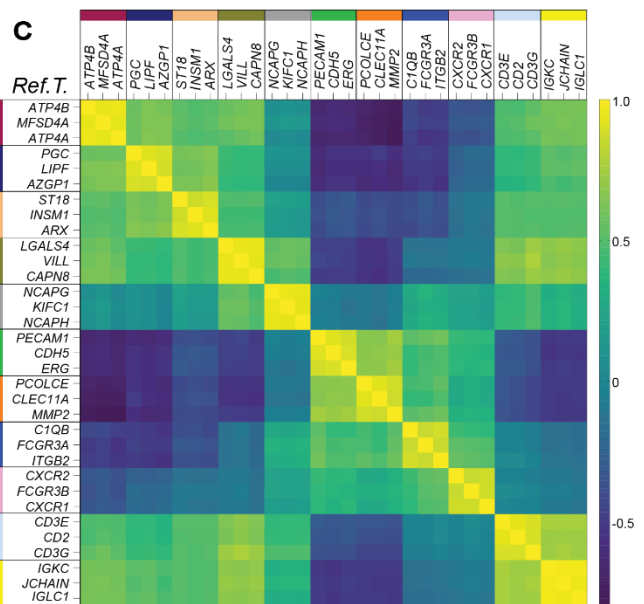 C
Ref.T.
ATP4B
MFSD4A
ATP4A
PGC
LIPF
AZGP1
ST18
INSM1
ARX
LGALS4
VILL
CAPN8
NCAPG
KIFC1
NCAPH
PECAM1
CDH5
ERG
PCOLCE
CLEC11A
MMP2
C1QB
FCGR3A
ITGB2
CXCR2
FCGR3B
CXCR1
CD3E
CD2
CD3G
IGKC
JCHAIN
IGLC1
ATP4B
MFSD4A
ATP4A
PGC
LIPF
AZGP1
ST18
INSM1
ARX
LGALS4
VILL
CAPN8
NCAPG
KIFC1
NCAPH
PECAM1
CDH5
ERG
PCOLCE
CLEC11A
MMP2
C1QB
FCGR3A
ITGB2
CXCR2
FCGR3B
CXCR1
CD3E
CD2
CD3G
IGKC
JCHAIN
IGLC1
1.0
0.5
0
-0.5